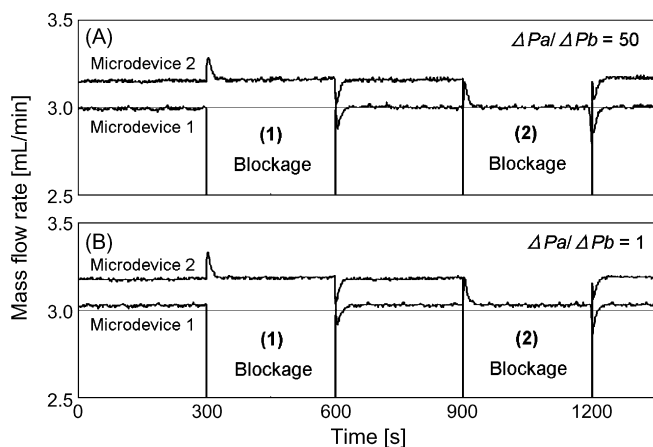 (A)
ΔPa/ΔPb = 50
3.5
3.0
2.5
Microdevice 2
Microdevice 1
(1)
Blockage
(2)
Blockage
Mass flow rate [mL/min]
(B)
ΔPa/ΔPb = 1
3.5
3.0
2.5
Microdevice 2
Microdevice 1
(1)
Blockage
(2)
Blockage
0 300 600 900 1200
Time [s]